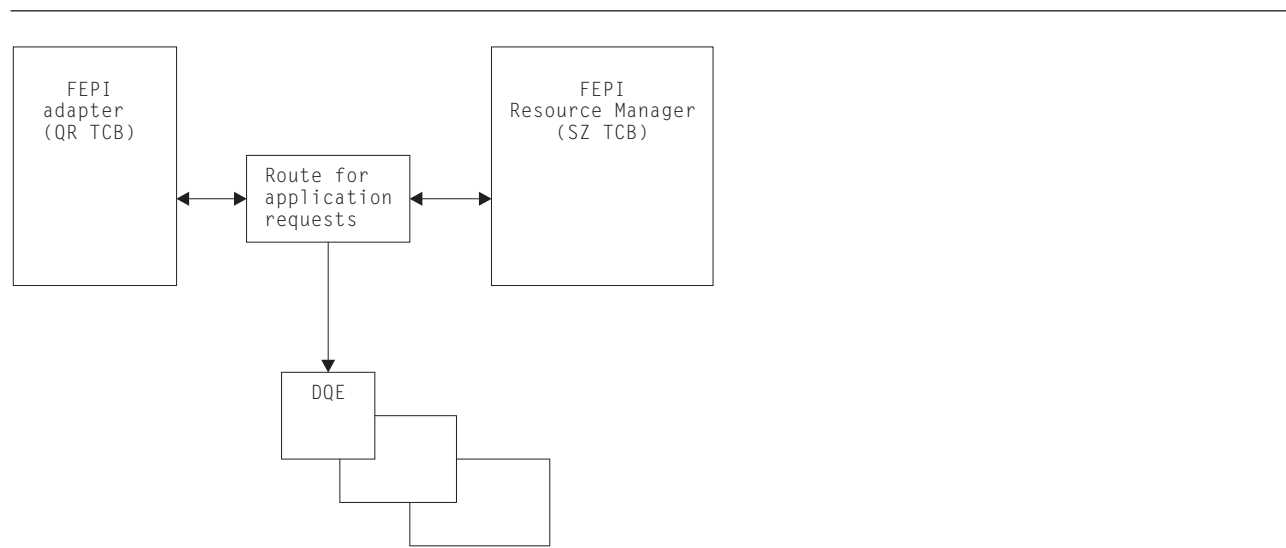 FEPI
adapter
(QR TCB)
FEPI
Resource Manager
(SZ TCB)
Route for
application
requests
DQE